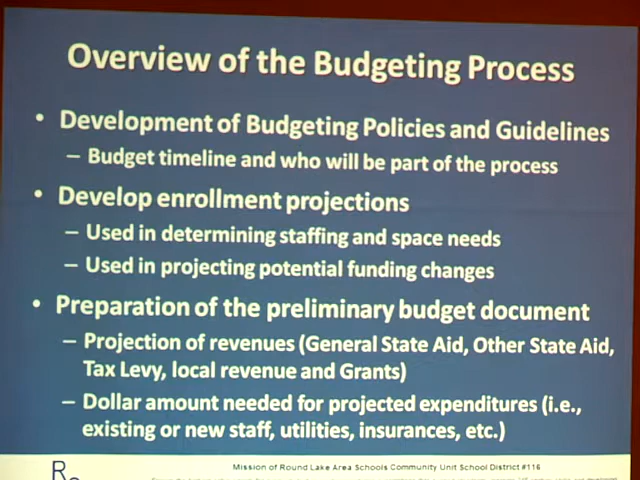 Overview of the Budgeting Process
• Development of Budgeting Policies and Guidelines
– Budget timeline and who will be part of the process
• Develop enrollment projections
– Used in determining staffing and space needs
– Used in projecting potential funding changes
• Preparation of the preliminary budget document
– Projection of revenues (General State Aid, Other State Aid,
Tax Levy, local revenue and Grants)
– Dollar amount needed for projected expenditures (i.e.,
existing or new staff, utilities, insurances, etc.)
Mission of Round Lake Area Schools Community Unit School District #116
R